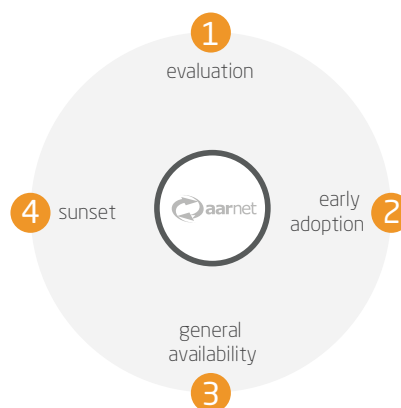 1
evaluation
aarnet
4
sunset
early
adoption
2
general
availability
3